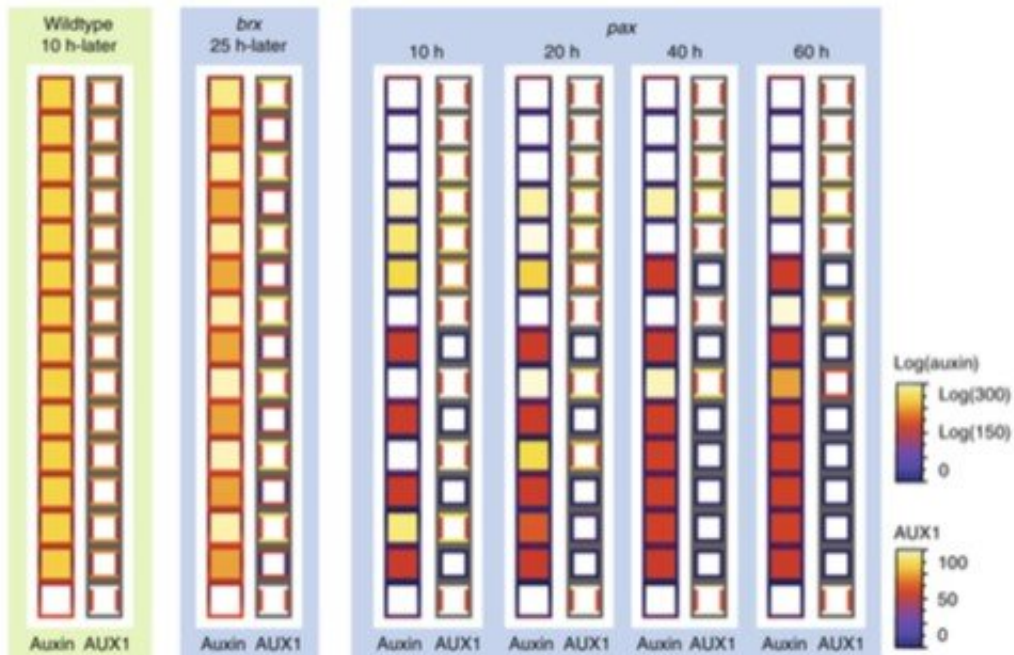 Wildtype
10 h-later
brx
25 h-later
pax
10 h
20 h
40 h
60 h
Auxin AUX1
Auxin AUX1
Auxin AUX1
Auxin AUX1
Auxin AUX1
Auxin AUX1
Log(auxin)
Log(300)
Log(150)
0
AUX1
100
50
0